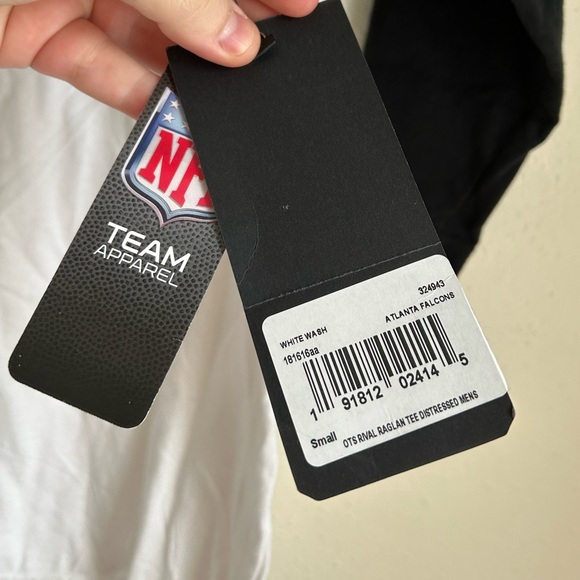 NFL
TEAM
APPAREL
324943
WHITE WASH
ATLANTA FALCONS
181616aa
1 91812 02414 5
Small OTS RIVAL RAGLAN TEE DISTRESSED MENS